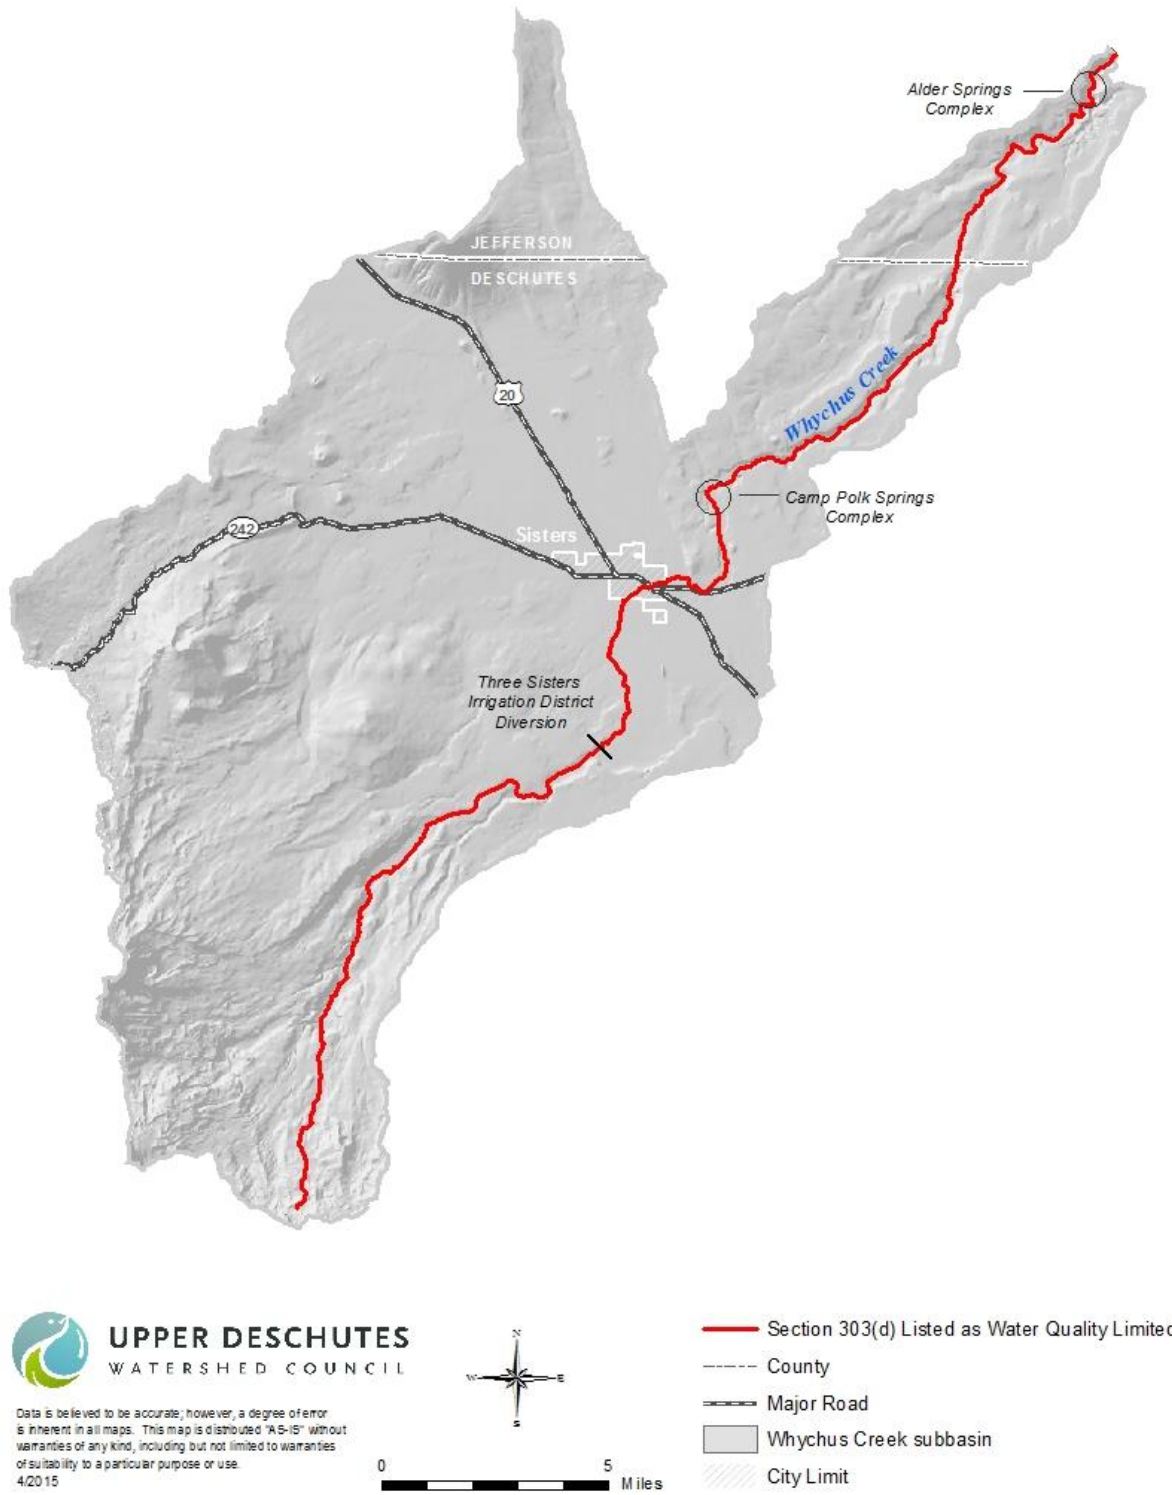 Alder Springs
Complex
JEFFERSON
DESCHUTES
20
Whychus Creek
Camp Polk Springs
Complex
242
Sisters
Three Sisters
Irrigation District
Diversion
UPPER DESCHUTES
WATERSHED COUNCIL
Data is believed to be accurate; however, a degree of error
is inherent in all maps. This map is distributed "AS-IS" without
warranties of any kind, including but not limited to warranties
of suitability to a particular purpose or use.
4/2015
N
W
E
S
0
5
Miles
Section 303(d) Listed as Water Quality Limited
County
Major Road
Whychus Creek subbasin
City Limit